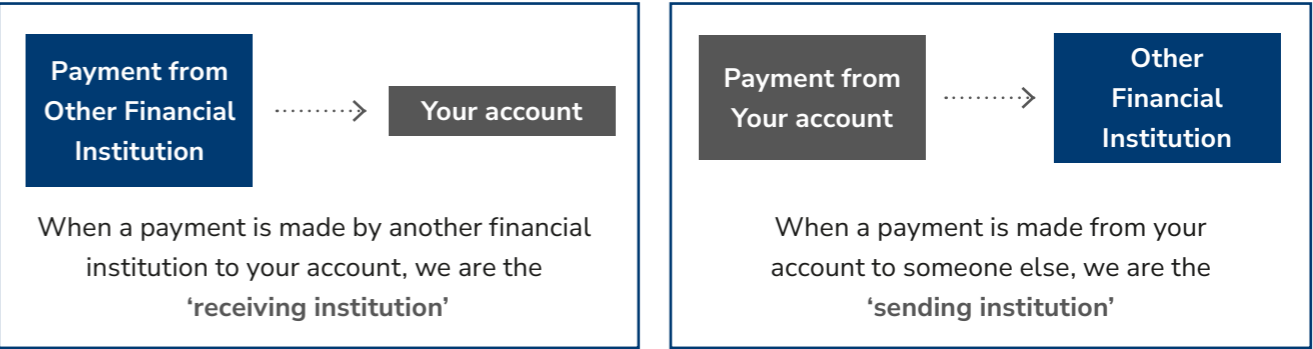 Payment from
Other Financial
Institution
Your account
When a payment is made by another financial
institution to your account, we are the
‘receiving institution’
Payment from
Your account
Other
Financial
Institution
When a payment is made from your
account to someone else, we are the
‘sending institution’